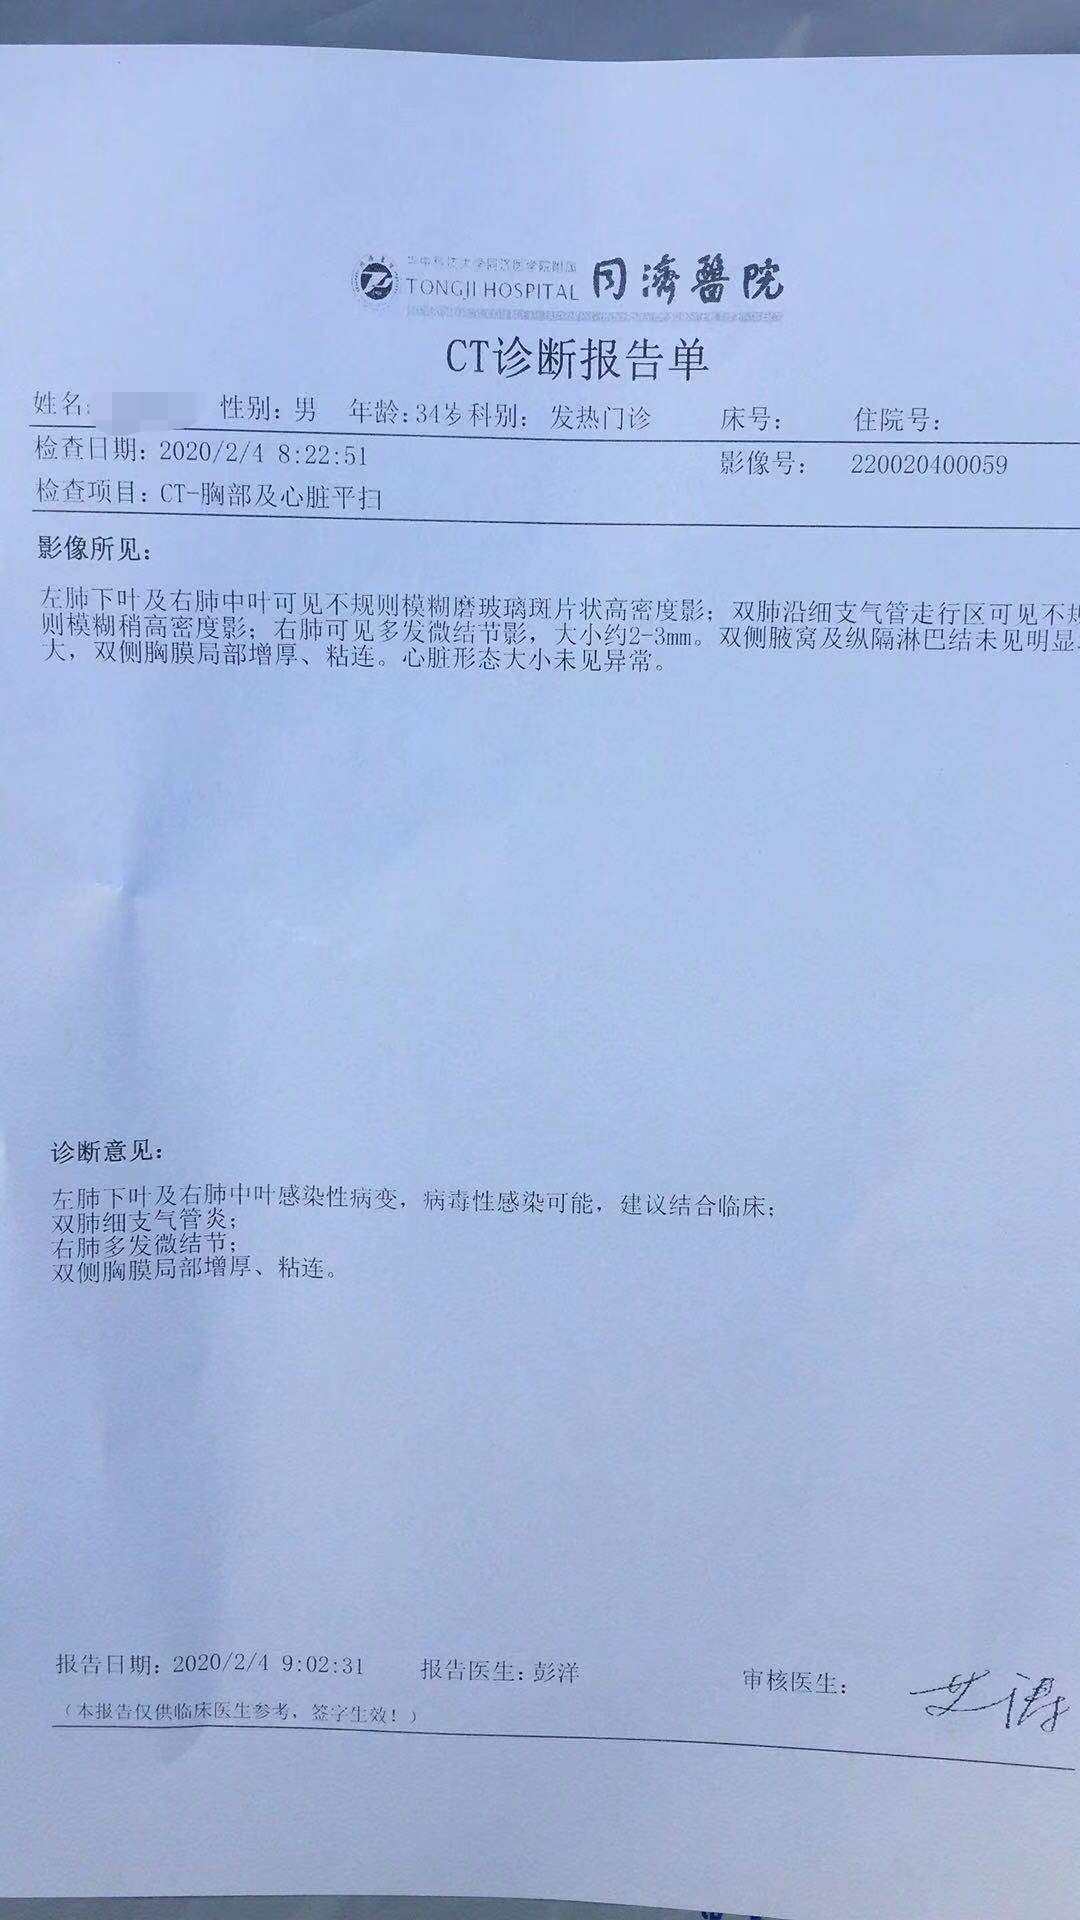 华中科技大学同济医学院附属
TONGJI HOSPITAL 同濟醫院
CT诊断报告单
姓名: 性别: 男 年龄: 34岁 科别: 发热门诊 床号: 住院号:
检查日期: 2020/2/4 8:22:51 影像号: 220020400059
检查项目: CT-胸部及心脏平扫
影像所见:
左肺下叶及右肺中叶可见不规则模糊磨玻璃斑片状高密度影；双肺沿细支气管走行区可见不规
则模糊稍高密度影；右肺可见多发微结节影，大小约2-3mm。双侧腋窝及纵隔淋巴结未见明显
大，双侧胸膜局部增厚、粘连。心脏形态大小未见异常。
诊断意见:
左肺下叶及右肺中叶感染性病变，病毒性感染可能，建议结合临床；
双肺细支气管炎；
右肺多发微结节；
双侧胸膜局部增厚、粘连。
报告日期: 2020/2/4 9:02:31 报告医生: 彭洋 审核医生:
（本报告仅供临床医生参考，签字生效！）